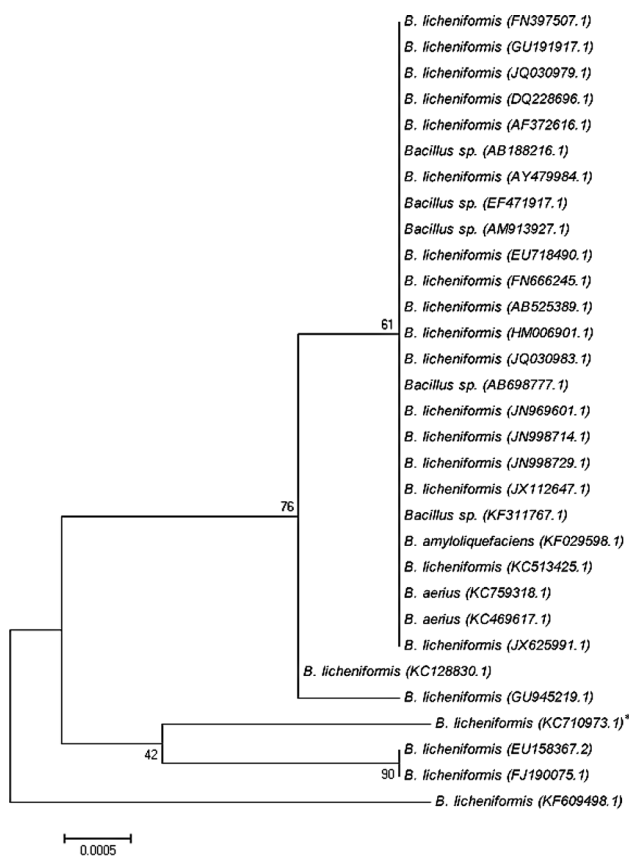 B. licheniformis (FN397507.1)
B. licheniformis (GU191917.1)
B. licheniformis (JQ030979.1)
B. licheniformis (DQ228696.1)
B. licheniformis (AF372616.1)
Bacillus sp. (AB188216.1)
B. licheniformis (AY479984.1)
Bacillus sp. (EF471917.1)
Bacillus sp. (AM913927.1)
B. licheniformis (EU718490.1)
B. licheniformis (FN666245.1)
B. licheniformis (AB525389.1)
61
B. licheniformis (HM006901.1)
B. licheniformis (JQ030983.1)
Bacillus sp. (AB698777.1)
B. licheniformis (JN969601.1)
B. licheniformis (JN998714.1)
B. licheniformis (JN998729.1)
B. licheniformis (JX112647.1)
76
Bacillus sp. (KF311767.1)
B. amyloliquefaciens (KF029598.1)
B. licheniformis (KC513425.1)
B. aerius (KC759318.1)
B. aerius (KC469617.1)
B. licheniformis (JX625991.1)
B. licheniformis (KC128830.1)
B. licheniformis (GU945219.1)
B. licheniformis (KC710973.1)*
42
B. licheniformis (EU158367.2)
90
B. licheniformis (FJ190075.1)
B. licheniformis (KF609498.1)
0.0005